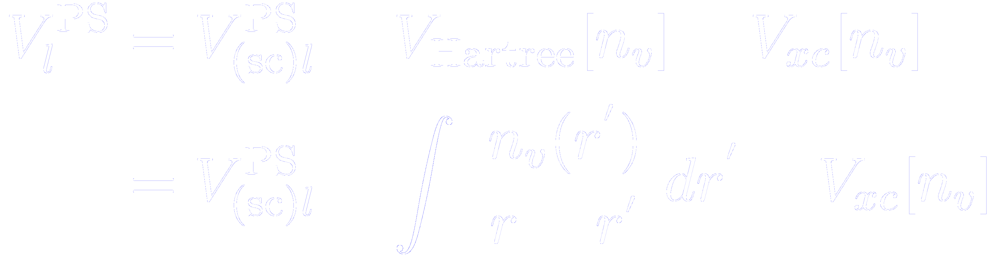 V_l^{PS} = V_{(sc)l}^{PS} V_{Hartree}[n_v] V_{xc}[n_v]
= V_{(sc)l}^{PS} ∫ n_v(r′) r r′ dr′ V_{xc}[n_v]